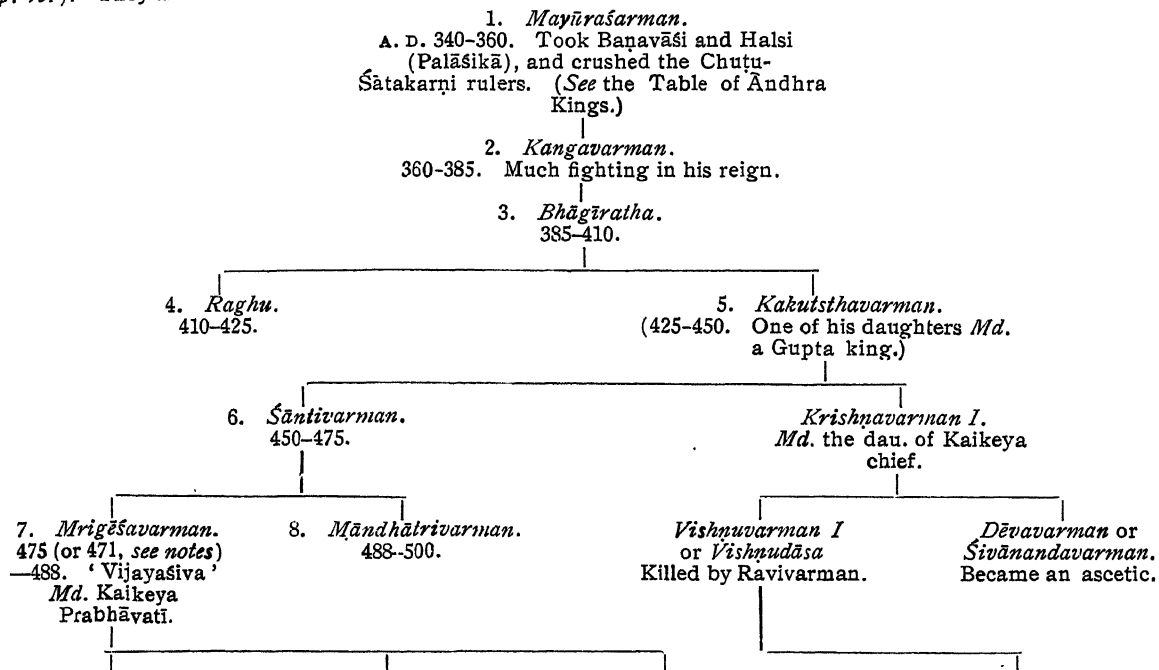 1. Mayūraśarman.
A. D. 340-360. Took Baṇavāśi and Halsi
(Palāśikā), and crushed the Chuṭu-
Śātakarṇi rulers. (See the Table of Āndhra
Kings.)
2. Kangavarman.
360-385. Much fighting in his reign.
3. Bhāgīratha.
385–410.
4. Raghu.
410–425.
5. Kakutsthavarman.
(425-450. One of his daughters Md.
a Gupta king.)
6. Śāntivarman.
450-475.
Krishṇavarman I.
Md. the dau. of Kaikeya
chief.
7. Mrigēśavarman.
475 (or 471, see notes)
—488. ‘ Vijayaśiva ’
Md. Kaikeya
Prabhāvatī.
8. Māndhātrivarman.
488--500.
Vishṇuvarman I
or Vishṇudāsa
Killed by Ravivarman.
Dēvavarman or
Śivānandavarman.
Became an ascetic.